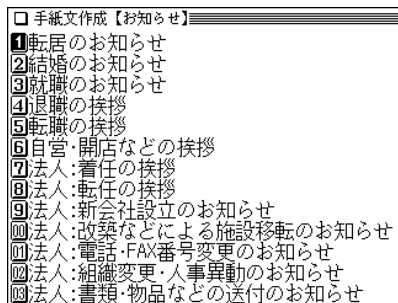 手紙文作成【お知らせ】
1転居のお知らせ
2結婚のお知らせ
3就職のお知らせ
4退職の挨拶
5転職の挨拶
6自営・開店などの挨拶
7法人:着任の挨拶
8法人:転任の挨拶
9法人:新会社設立のお知らせ
00法人:改築などによる施設移転のお知らせ
01法人:電話・FAX番号変更のお知らせ
02法人:組織変更・人事異動のお知らせ
03法人:書類・物品などの送付のお知らせ